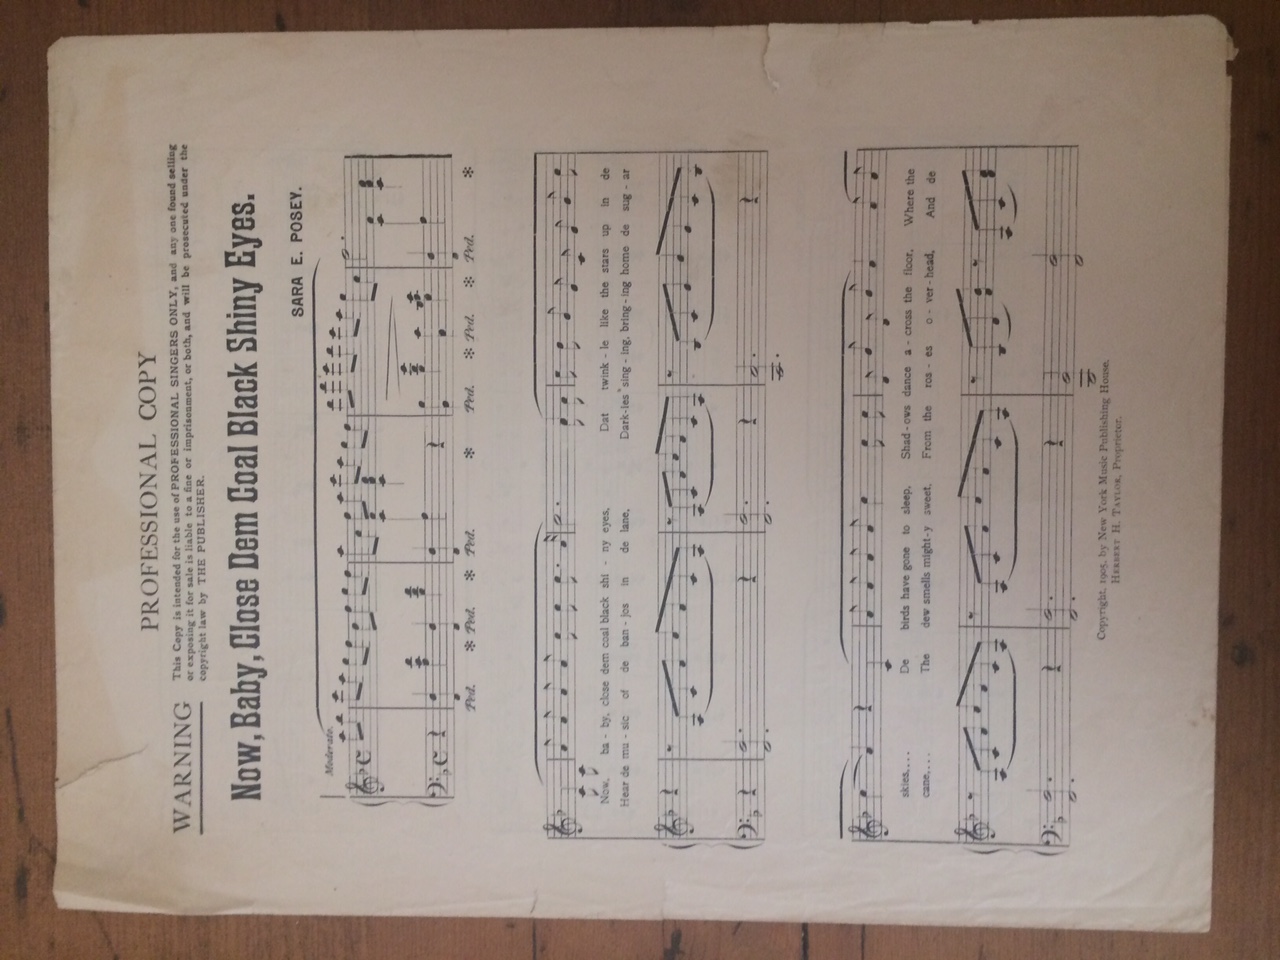 PROFESSIONAL COPY
WARNING
This Copy is intended for the use of PROFESSIONAL SINGERS ONLY, and any one found selling
or exposing it for sale is liable to a fine or imprisonment, or both, and will be prosecuted under the
copyright law by THE PUBLISHER.
Now, Baby, Close Dem Coal Black Shiny Eyes.
SARA E. POSEY.
Moderato.
Ped. * Ped. * Ped. * Ped. * Ped. * Ped. *
Now, ba - by, close dem coal black shi - ny eyes, Dat twink - le like the stars up in de
Hear de mu - sic of de ban - jos in de lane, Dark-ies sing - ing, bring - ing home de sug - ar
skies,... De birds have gone to sleep, Shad - ows dance a - cross the floor, Where the
cane,... The dew smells might-y sweet. From the ros - es o - ver - head, And de
Copyright, 1905, by New York Music Publishing House.
HERBERT H. TAYLOR, Proprietor.